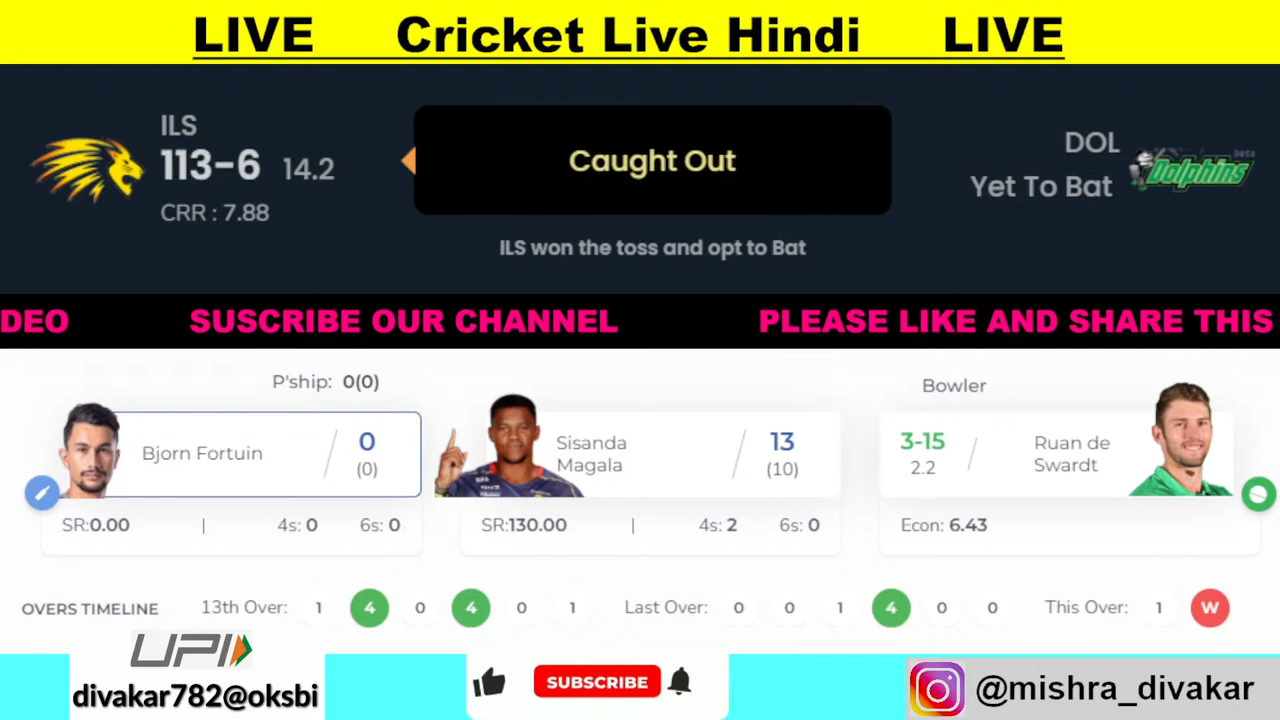 LIVE Cricket Live Hindi LIVE
ILS
113-6 14.2
CRR : 7.88
Caught Out
ILS won the toss and opt to Bat
DOL
Yet To Bat
Dolphins
DEO SUSCRIBE OUR CHANNEL PLEASE LIKE AND SHARE THIS
P'ship: 0(0)
Bjorn Fortuin
0
(0)
SR:0.00 | 4s: 0 6s: 0
Sisanda
Magala
13
(10)
SR:130.00 | 4s: 2 6s: 0
Bowler
3-15
2.2
Ruan de
Swardt
Econ: 6.43
OVERS TIMELINE 13th Over: 1 4 0 4 0 1 Last Over: 0 0 1 4 0 0 This Over: 1 W
UPI
divakar782@oksbi
SUBSCRIBE
@mishra_divakar